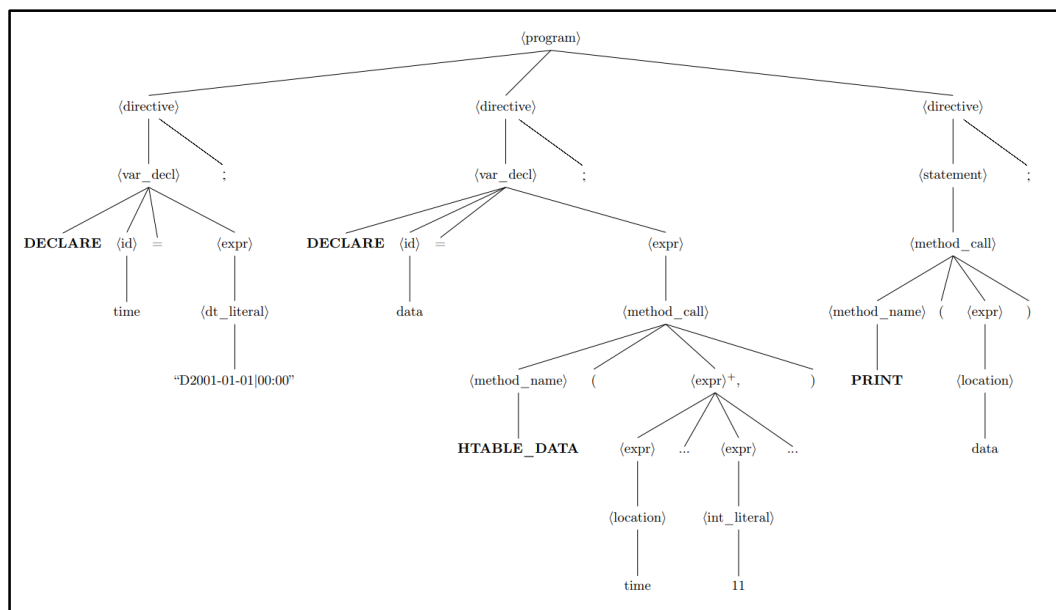 ⟨program⟩
⟨directive⟩ ⟨directive⟩ ⟨directive⟩
⟨var_decl⟩ ; ⟨var_decl⟩ ; ⟨statement⟩ ;
DECLARE ⟨id⟩ = ⟨expr⟩ DECLARE ⟨id⟩ = ⟨expr⟩ ⟨method_call⟩
time ⟨dt_literal⟩ data ⟨method_call⟩ ⟨method_name⟩ ( ⟨expr⟩ )
“D2001-01-01|00:00” ⟨method_name⟩ ( ⟨expr⟩⁺, ) PRINT ⟨location⟩
HTABLE_DATA ⟨expr⟩ ... ⟨expr⟩ ... data
⟨location⟩ ⟨int_literal⟩
time 11